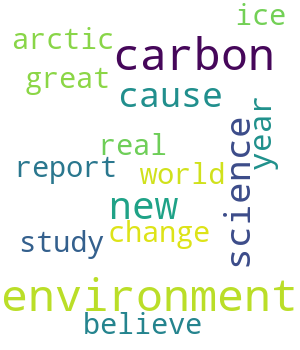 ice
arctic
carbon
great
cause
year
science
real
report
world
new
change
study
environment
believe